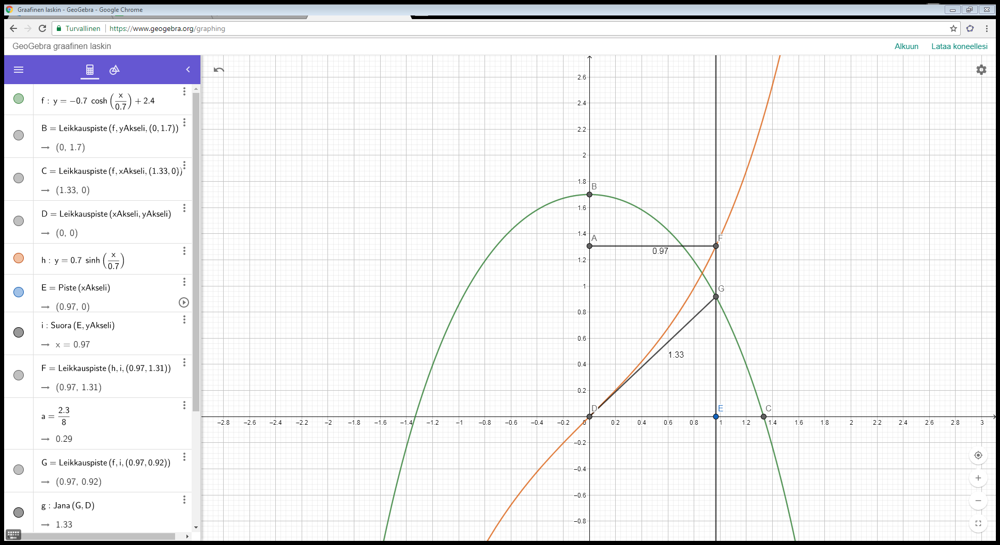 Graafinen laskin - GeoGebra - Google Chrome
Turvallinen https://www.geogebra.org/graphing
GeoGebra graafinen laskin
Alkuun Lataa koneellesi
f : y = −0.7 cosh (x/0.7) + 2.4
B = Leikkauspiste (f, yAkseli, (0, 1.7))
→ (0, 1.7)
C = Leikkauspiste (f, xAkseli, (1.33, 0))
→ (1.33, 0)
D = Leikkauspiste (xAkseli, yAkseli)
→ (0, 0)
h : y = 0.7 sinh (x/0.7)
E = Piste (xAkseli)
→ (0.97, 0)
i : Suora (E, yAkseli)
→ x = 0.97
F = Leikkauspiste (h, i, (0.97, 1.31))
→ (0.97, 1.31)
a = 2.3/8
→ 0.29
G = Leikkauspiste (f, i, (0.97, 0.92))
→ (0.97, 0.92)
g : Jana (G, D)
→ 1.33
2.6
2.4
2.2
2
1.8
B
1.6
1.4
A
F
0.97
1.2
1
G
0.8
0.6
1.33
0.4
0.2
D
E
C
−2.8 −2.6 −2.4 −2.2 −2 −1.8 −1.6 −1.4 −1.2 −1 −0.8 −0.6 −0.4 −0.2 0 0.2 0.4 0.6 0.8 1 1.2 1.4 1.6 1.8 2 2.2 2.4 2.6 2.8 3
−0.2
−0.4
−0.6
−0.8